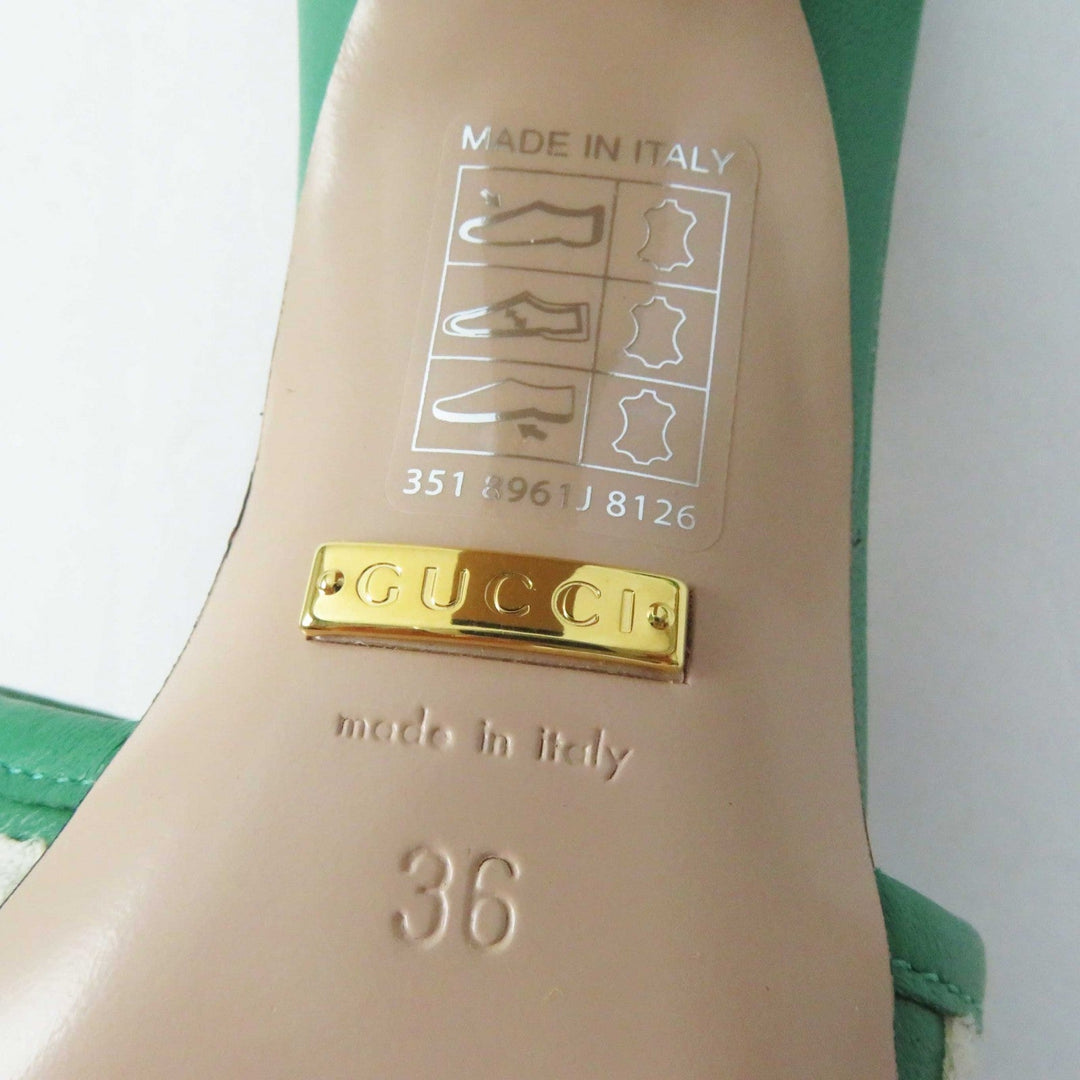 MADE IN ITALY
351 8961J 8126
GUCCI
made in italy
36